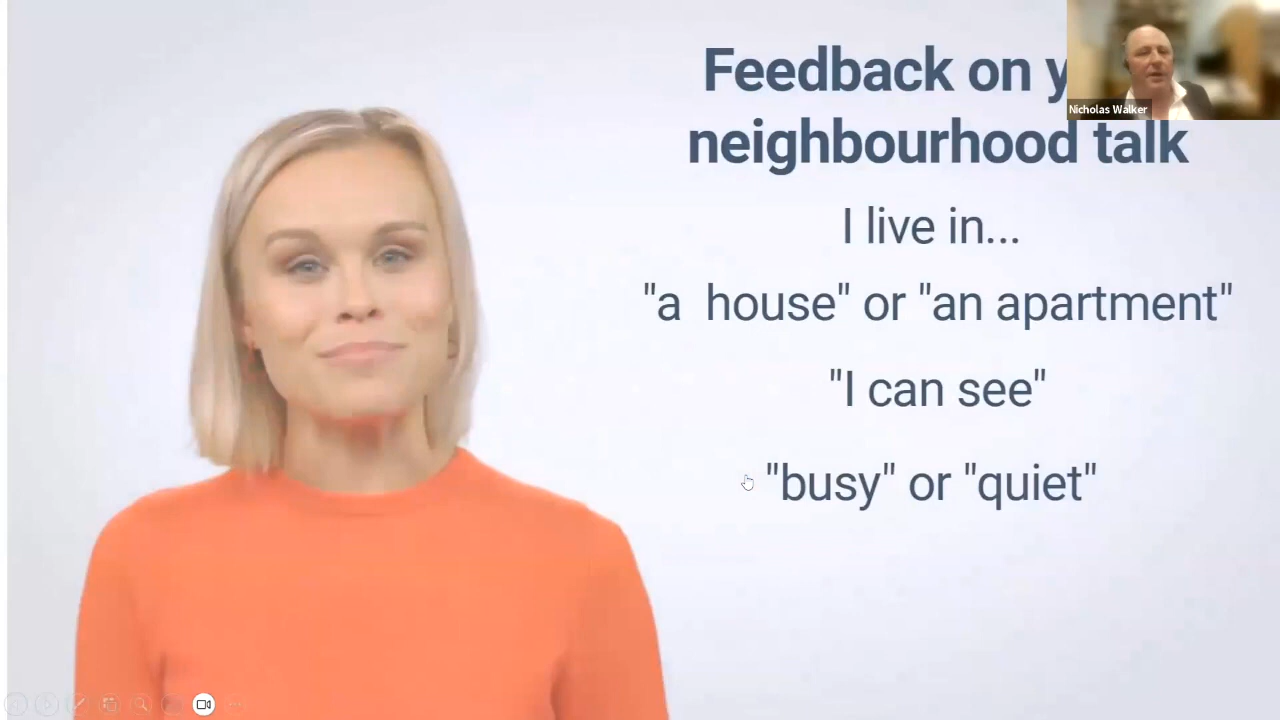 Feedback on y
neighbourhood talk
I live in...
"a house" or "an apartment"
"I can see"
"busy" or "quiet"
Nicholas Walker